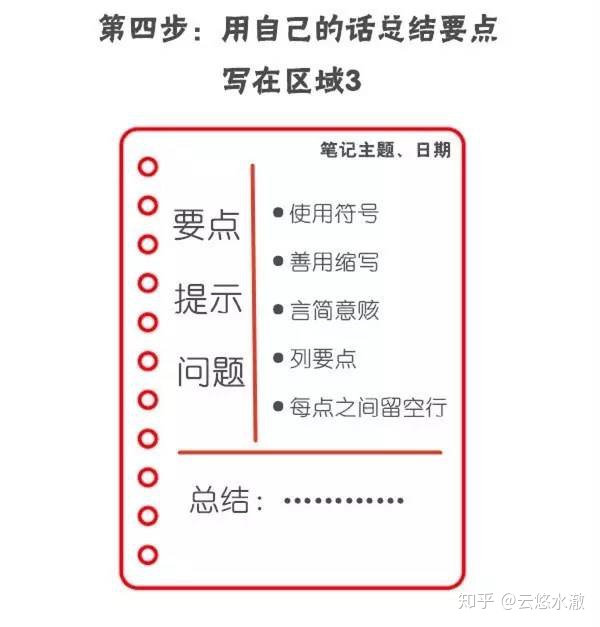 第四步：用自己的话总结要点
写在区域3
笔记主题、日期
要点
提示
问题
●使用符号
●善用缩写
●言简意赅
●列要点
●每点之间留空行
总结：••••••••••••
知乎 @云悠水澈